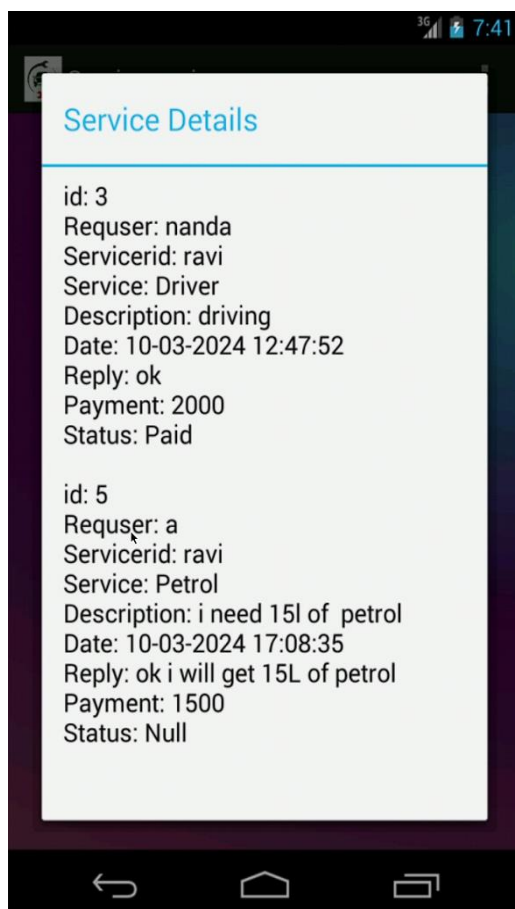 3G 7:41
Service Details
id: 3
Requser: nanda
Servicerid: ravi
Service: Driver
Description: driving
Date: 10-03-2024 12:47:52
Reply: ok
Payment: 2000
Status: Paid
id: 5
Requser: a
Servicerid: ravi
Service: Petrol
Description: i need 15l of  petrol
Date: 10-03-2024 17:08:35
Reply: ok i will get 15L of petrol
Payment: 1500
Status: Null